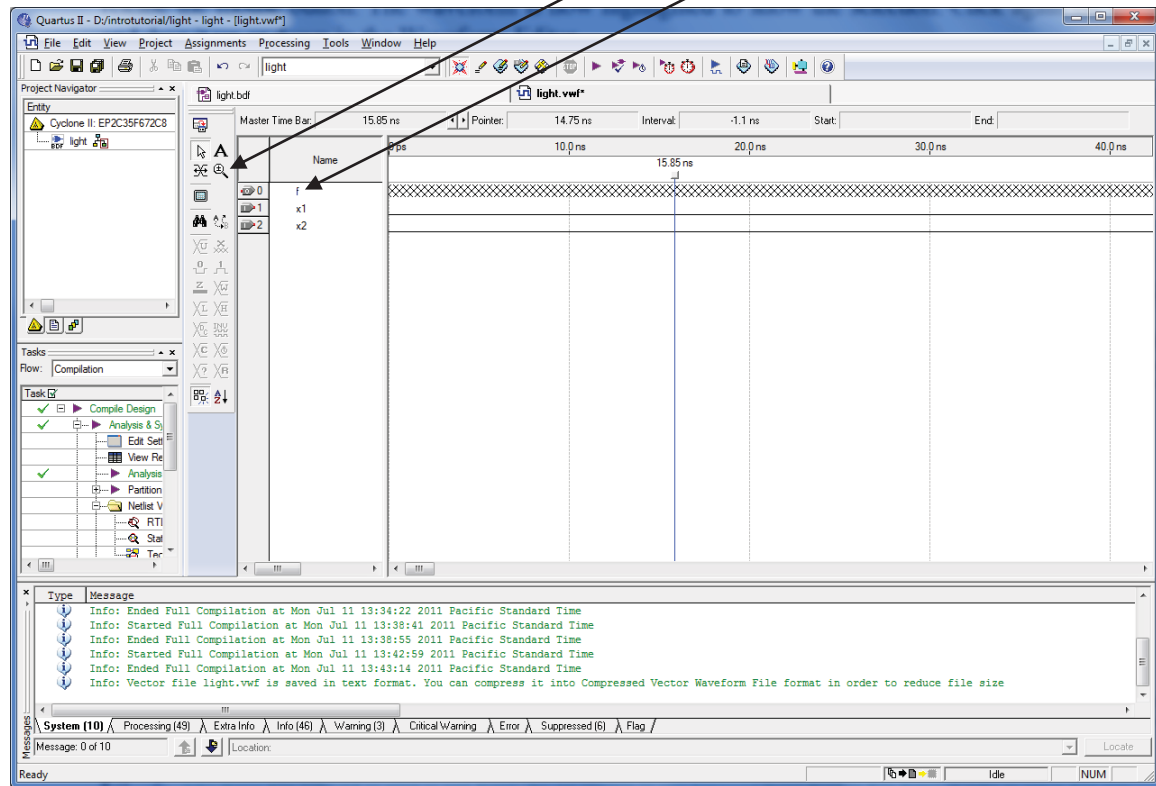 Quartus II - D:/introtutorial/light - light - [light.vwf*]
File Edit View Project Assignments Processing Tools Window Help
light
Project Navigator
light.bdf
light.vwf*
Entity
Cyclone II: EP2C35F672C8
light
Master Time Bar: 15.85 ns Pointer: 14.75 ns Interval: -1.1 ns Start: End:
Name
0 ps 10.0 ns 20.0 ns 30.0 ns 40.0 ns
15.85 ns
0 f
1 x1
2 x2
Tasks
Flow: Compilation
Task
Compile Design
Analysis & Sy
Edit Sett
View Re
Analysis
Partition
Netlist V
RTI
Stat
Tec
Type Message
Info: Ended Full Compilation at Mon Jul 11 13:34:22 2011 Pacific Standard Time
Info: Started Full Compilation at Mon Jul 11 13:38:41 2011 Pacific Standard Time
Info: Ended Full Compilation at Mon Jul 11 13:38:55 2011 Pacific Standard Time
Info: Started Full Compilation at Mon Jul 11 13:42:59 2011 Pacific Standard Time
Info: Ended Full Compilation at Mon Jul 11 13:43:14 2011 Pacific Standard Time
Info: Vector file light.vwf is saved in text format. You can compress it into Compressed Vector Waveform File format in order to reduce file size
System (10) Processing (49) Extra Info Info (46) Warning (3) Critical Warning Error Suppressed (6) Flag
Messages
Message: 0 of 10 Location: Locate
Ready Idle NUM